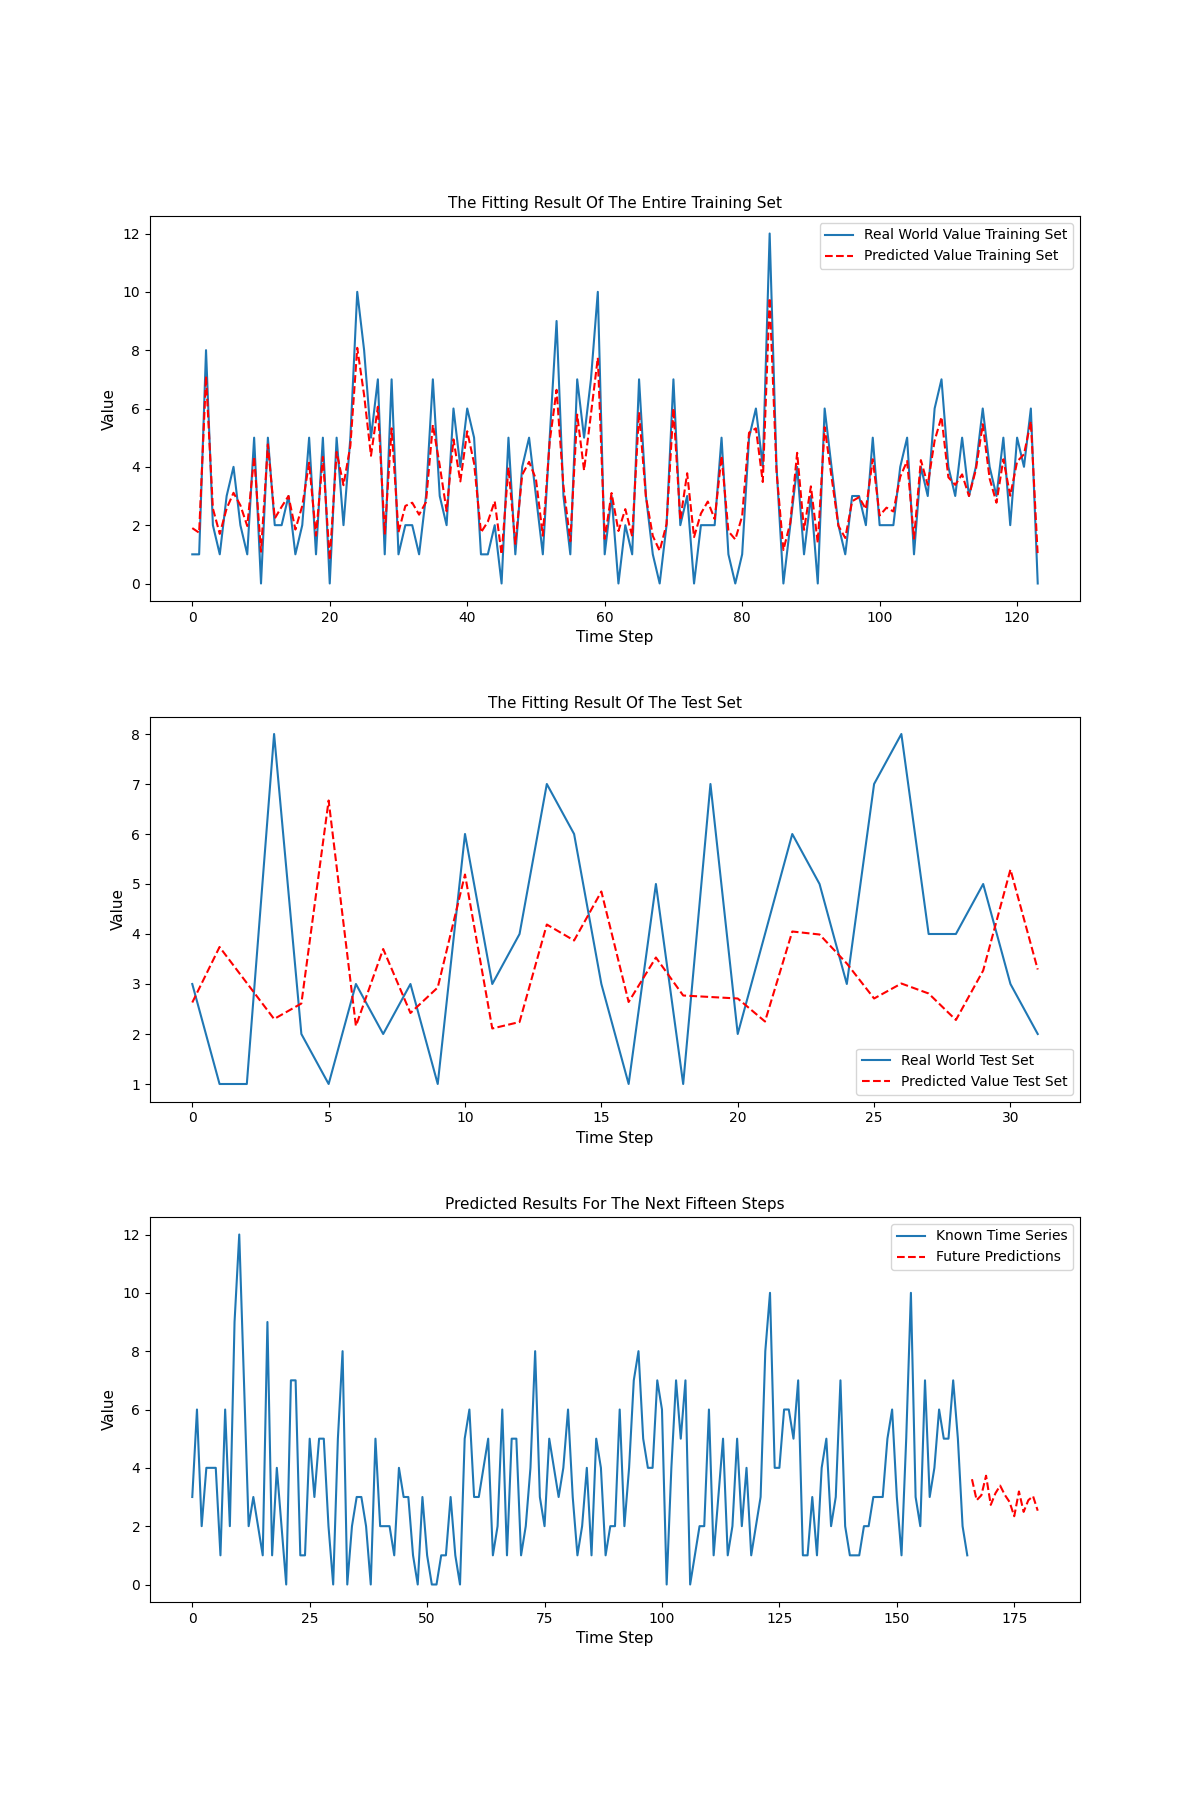 The Fitting Result Of The Entire Training Set
Value
12
10
8
6
4
2
0
Real World Value Training Set
Predicted Value Training Set
0 20 40 60 80 100 120
Time Step
The Fitting Result Of The Test Set
Value
8
7
6
5
4
3
2
1
Real World Test Set
Predicted Value Test Set
0 5 10 15 20 25 30
Time Step
Predicted Results For The Next Fifteen Steps
Value
12
10
8
6
4
2
0
Known Time Series
Future Predictions
0 25 50 75 100 125 150 175
Time Step